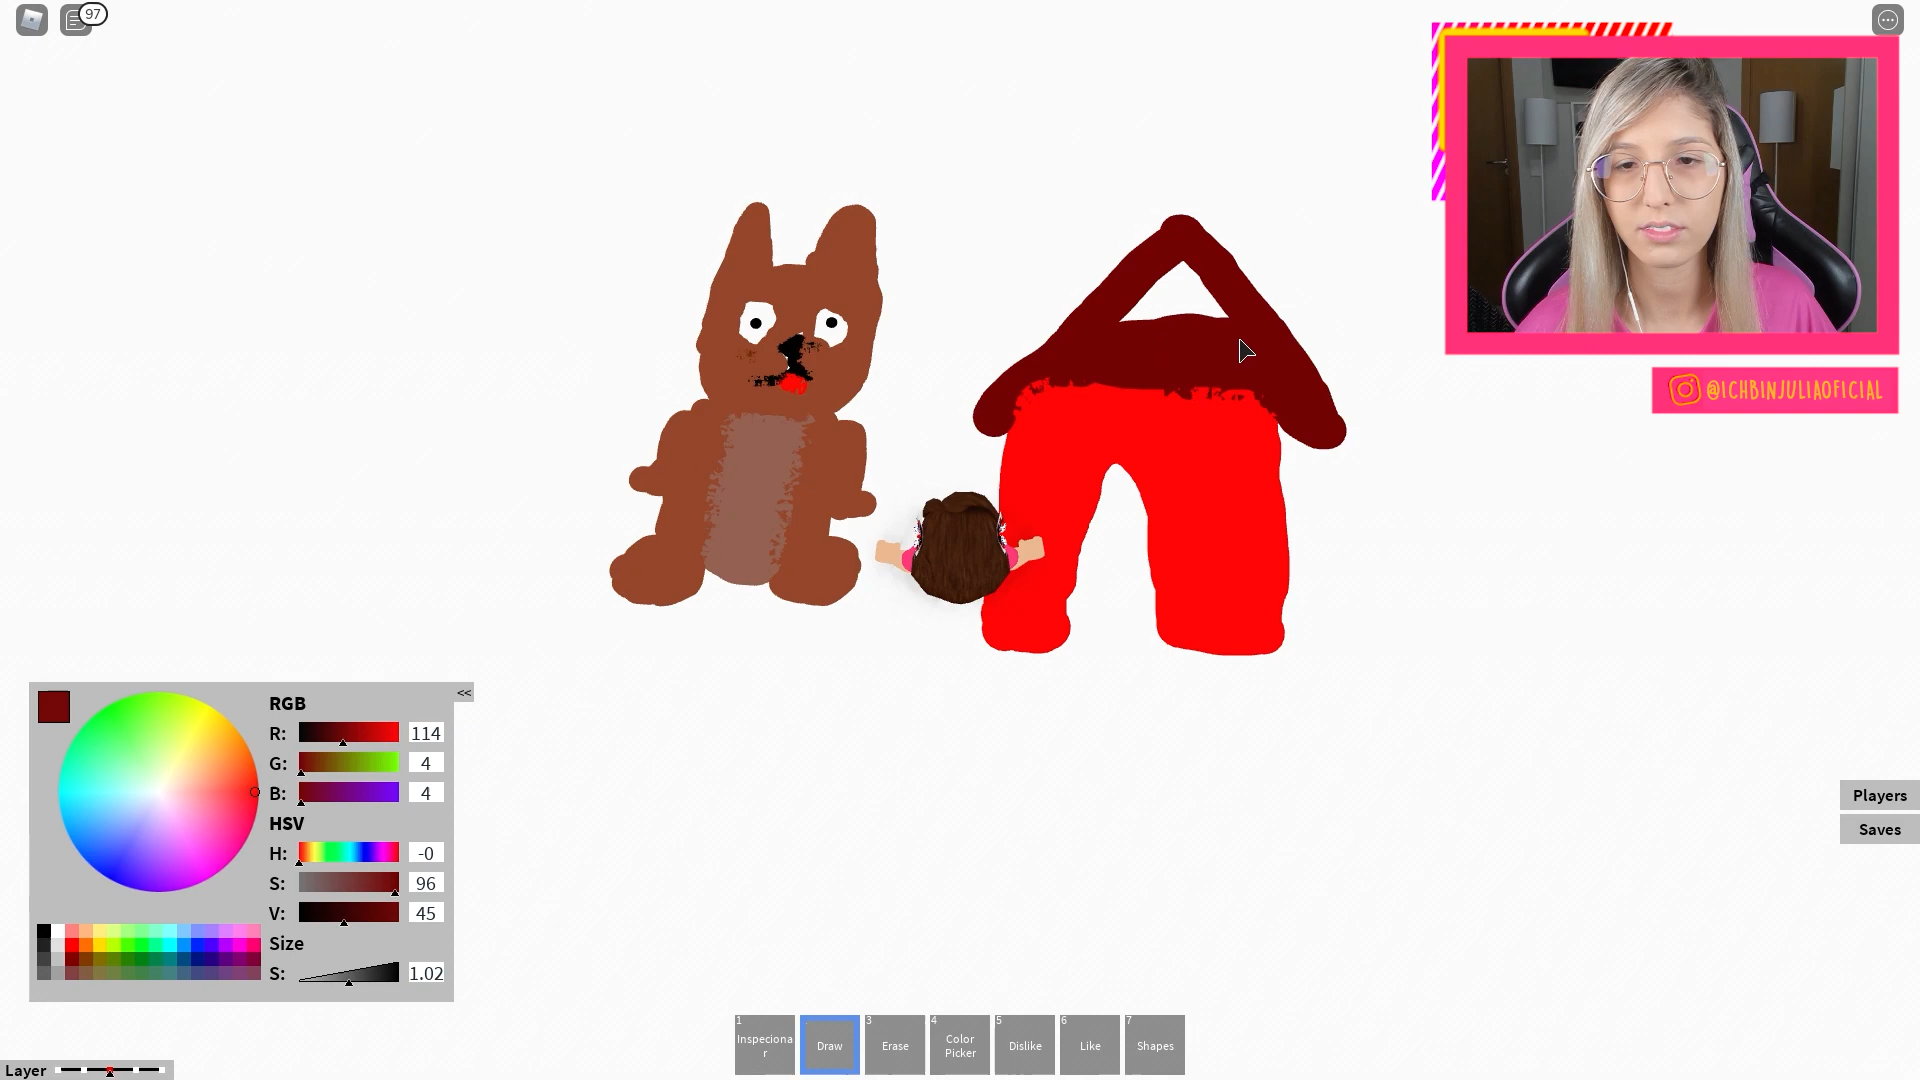 97
@ICHBINJULIAOFICIAL
<<
RGB
R: 114
G: 4
B: 4
HSV
H: -0
S: 96
V: 45
Size
S: 1.02
Players
Saves
1 Inspeciona
r
Draw
3 Erase
4 Color
Picker
5 Dislike
6 Like
7 Shapes
Layer